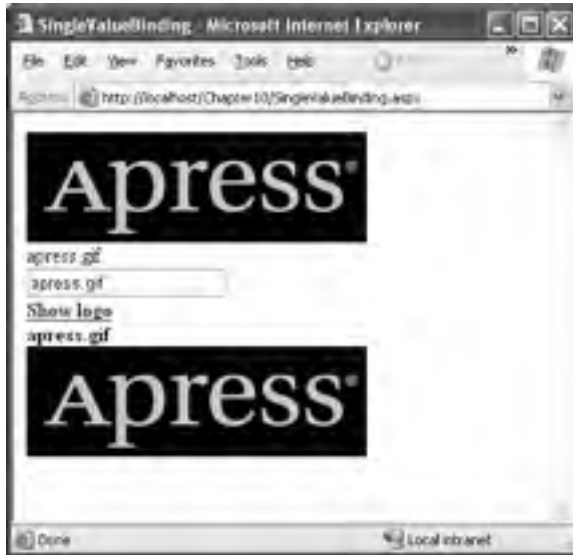 SingleValueBinding - Microsoft Internet Explorer
File Edit View Favorites Tools Help
Address http://localhost/Chapter10/SingleValueBinding.aspx
Apress®
apress.gif
apress.gif
Show logo
apress.gif
Apress®
Done Local intranet